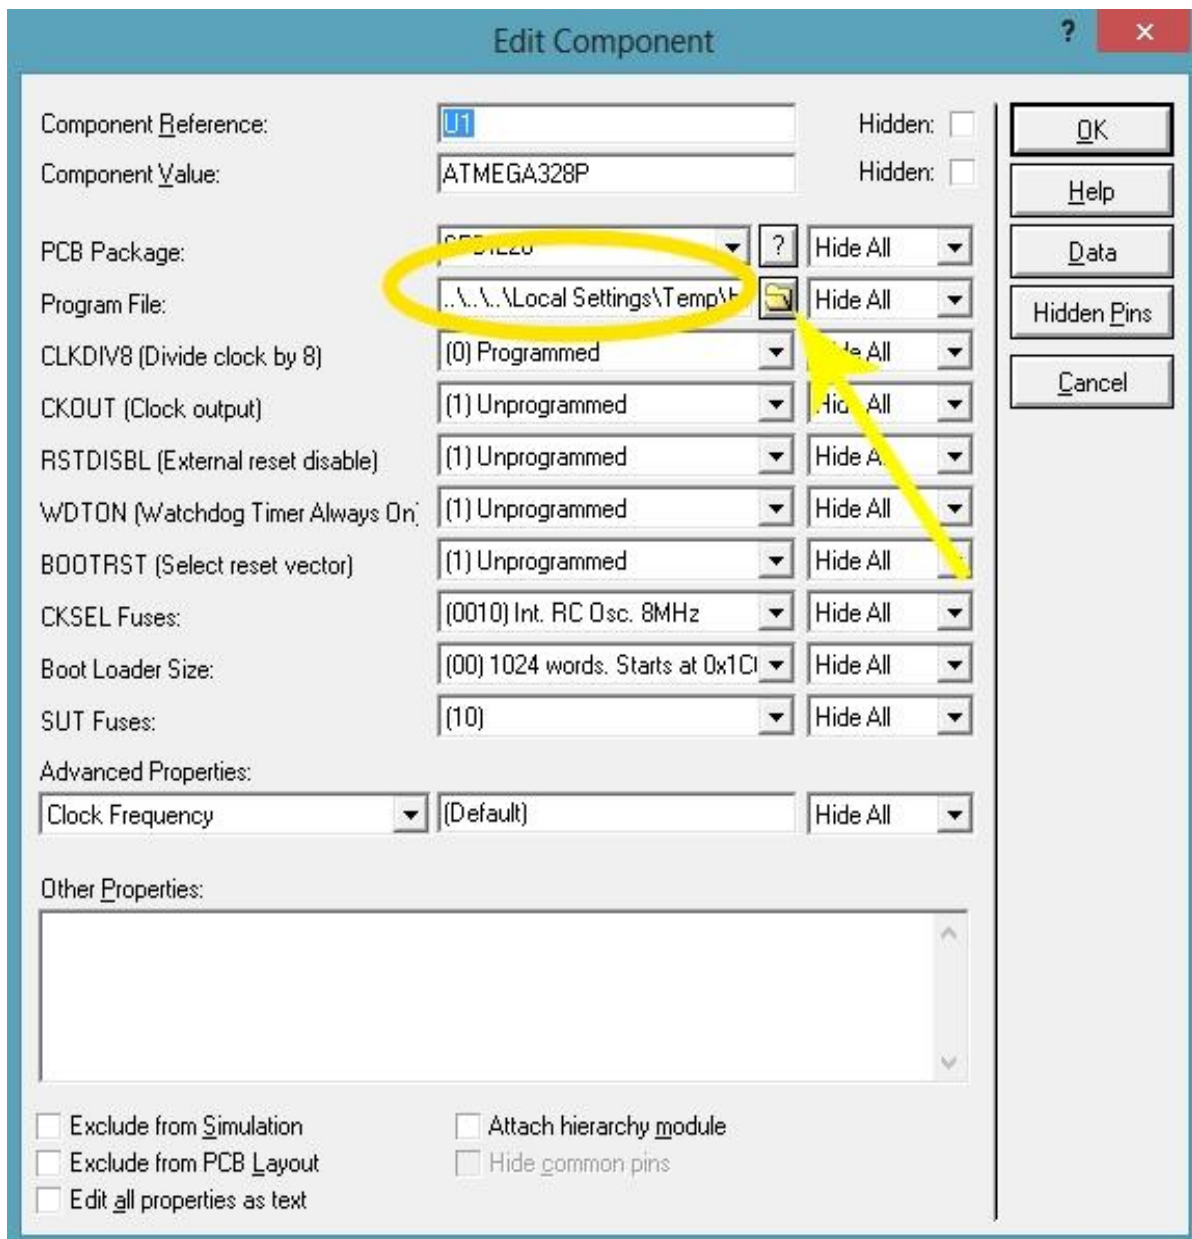 Edit Component
?
Component Reference: U1 Hidden:
Component Value: ATMEGA328P Hidden:
PCB Package: ? Hide All
Program File: ..\..\..\Local Settings\Temp\ Hide All
CLKDIV8 (Divide clock by 8) (0) Programmed Hide All
CKOUT (Clock output) (1) Unprogrammed Hide All
RSTDISBL (External reset disable) (1) Unprogrammed Hide
WDTON (Watchdog Timer Always On) (1) Unprogrammed Hide All
BOOTRST (Select reset vector) (1) Unprogrammed Hide All
CKSEL Fuses: (0010) Int. RC Osc. 8MHz Hide All
Boot Loader Size: (00) 1024 words. Starts at Hide All
SUT Fuses: (10) Hide All
Advanced Properties:
Clock Frequency (Default) Hide All
Other Properties:
Exclude from Simulation
Exclude from PCB Layout
Edit all properties as text
Attach hierarchy module
Hide common pins
OK
Help
Data
Hidden Pins
Cancel